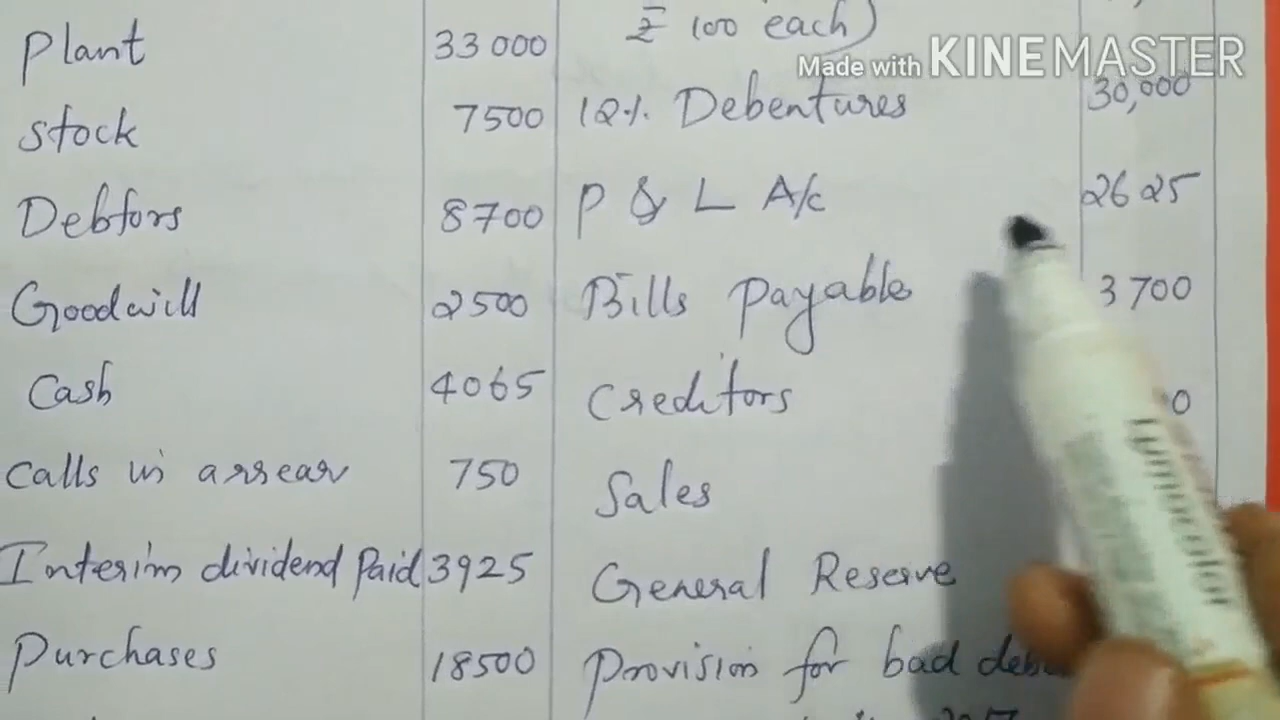 ₹ 100 each)
Made with KINEMASTER
Plant 33000
12% Debentures 30,000
Stock 7500
P & L A/c 2625
Debtors 8700
Bills Payable 3700
Goodwill 2500
Creditors
Cash 4065
Calls in arrear 750
Sales
Interim dividend Paid 3925
General Reserve
Purchases 18500
Provision for bad
lumocolor